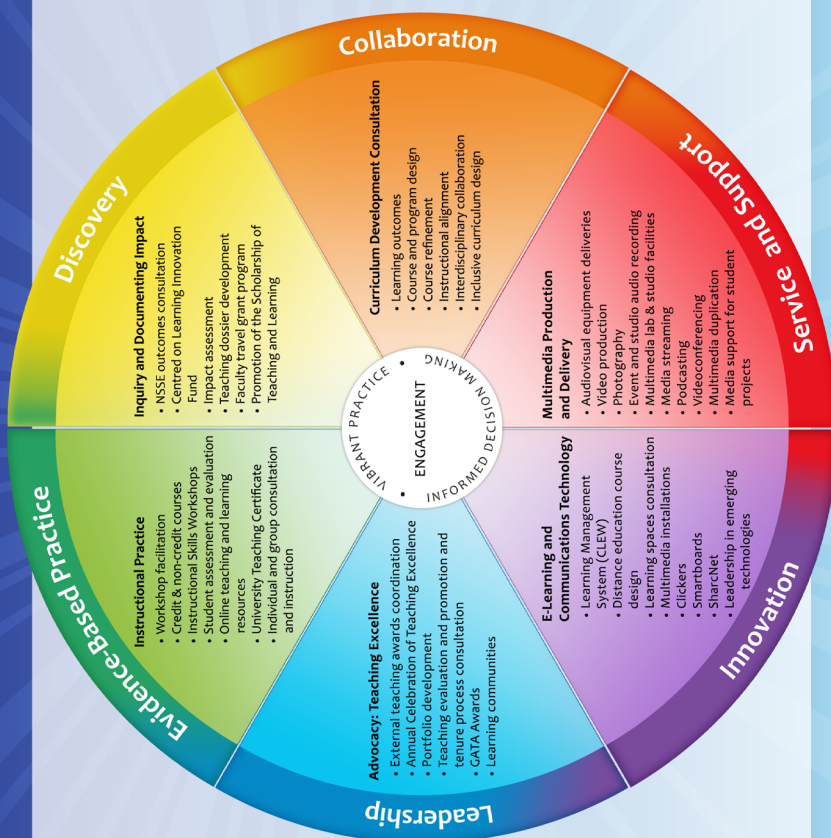 Collaboration
Curriculum Development Consultation
• Learning outcomes
• Course and program design
• Course refinement
• Instructional alignment
• Interdisciplinary collaboration
• Inclusive curriculum design
Service and Support
Multimedia Production
and Delivery
• Audiovisual equipment deliveries
• Video production
• Photography
• Event and studio audio recording
• Multimedia lab & studio facilities
• Media streaming
• Podcasting
• Videoconferencing
• Multimedia duplication
• Media support for student
projects
Innovation
E-Learning and
Communications Technology
• Learning Management
System (CLEW)
• Distance education course
design
• Learning spaces consultation
• Multimedia installations
• Clickers
• Smartboards
• SharcNet
• Leadership in emerging
technologies
Leadership
Advocacy: Teaching Excellence
• External teaching awards coordination
• Annual Celebration of Teaching Excellence
• Portfolio development
• Teaching evaluation and promotion and
tenure process consultation
• GATA Awards
• Learning communities
Evidence-Based Practice
Instructional Practice
• Workshop facilitation
• Credit & non-credit courses
• Instructional Skills Workshops
• Student assessment and evaluation
• Online teaching and learning
resources
• University Teaching Certificate
• Individual and group consultation
and instruction
Discovery
Inquiry and Documenting Impact
• NSSE outcomes consultation
• Centred on Learning Innovation
Fund
• Impact assessment
• Teaching dossier development
• Faculty travel grant program
• Promotion of the Scholarship of
Teaching and Learning
• VIBRANT PRACTICE •
ENGAGEMENT
INFORMED DECISION MAKING